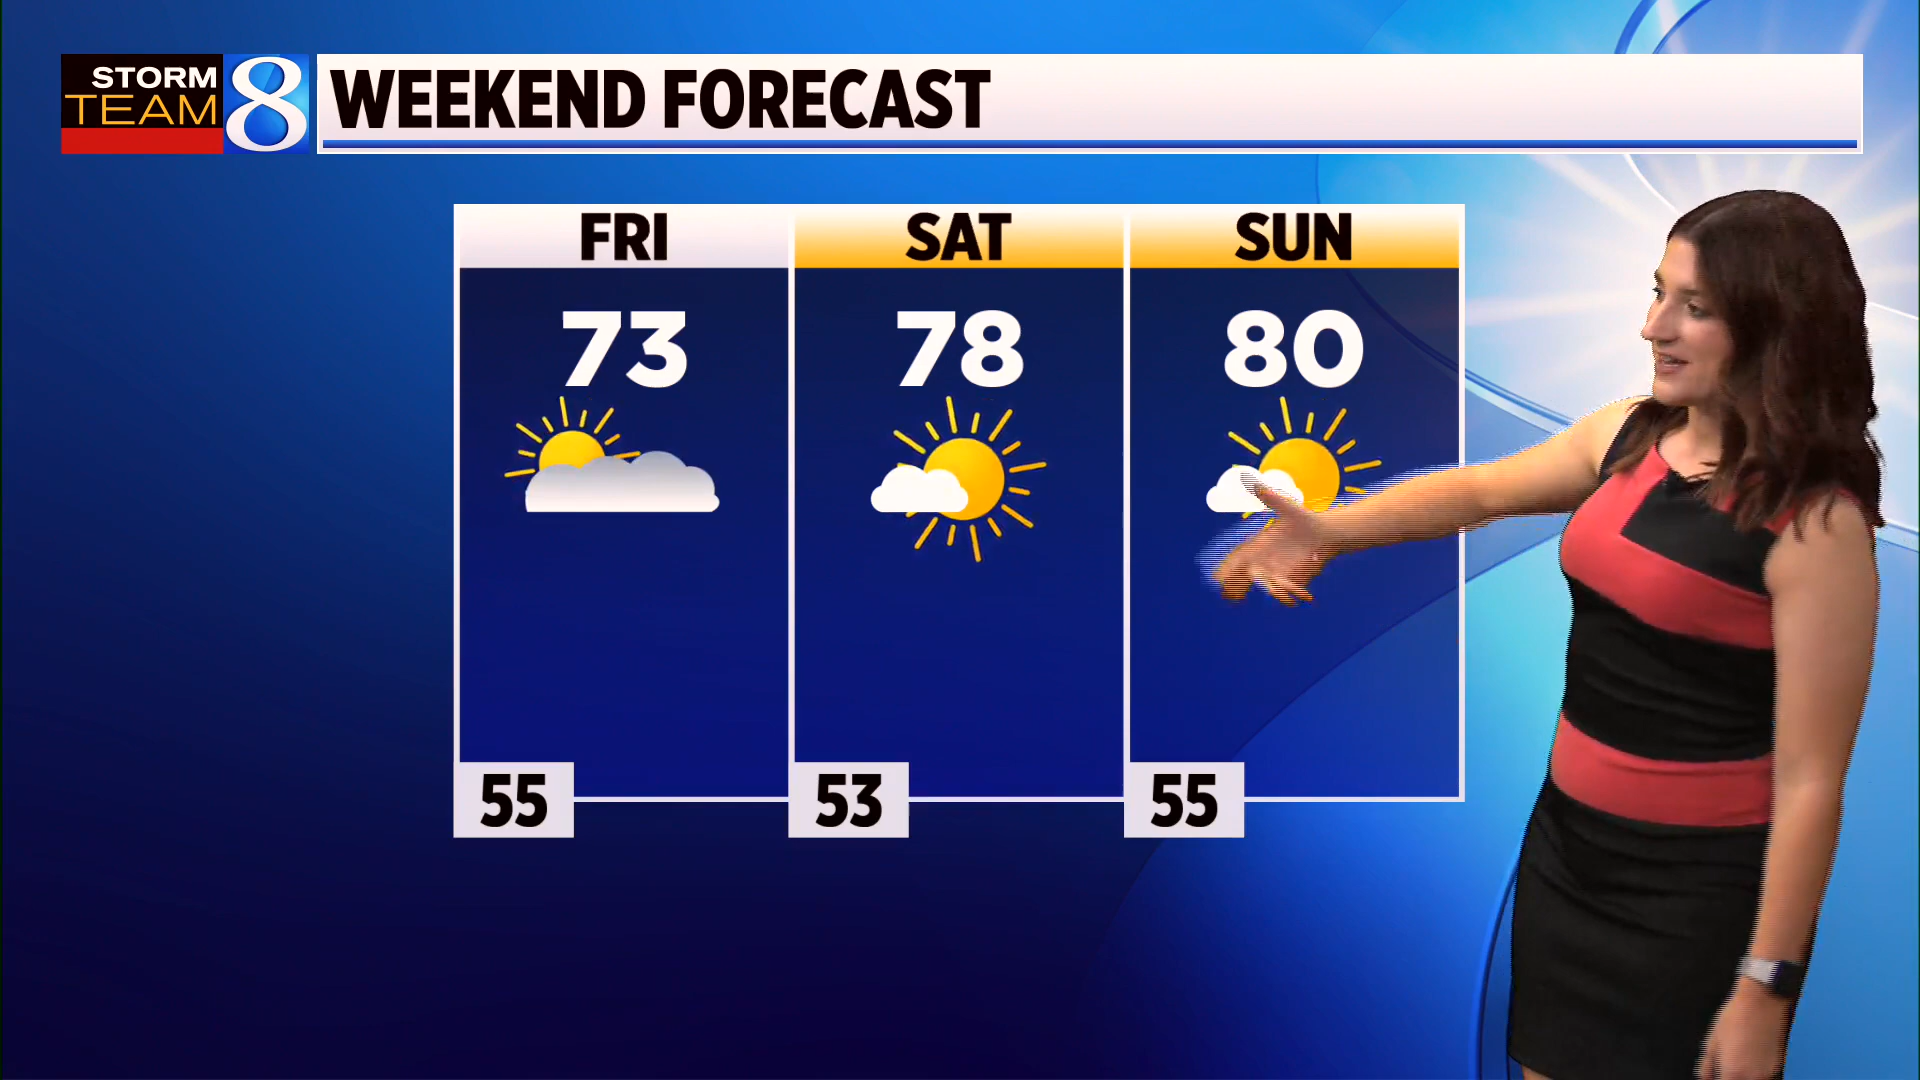 STORM
TEAM
8
WEEKEND FORECAST
FRI
SAT
SUN
73
78
80
55
53
55